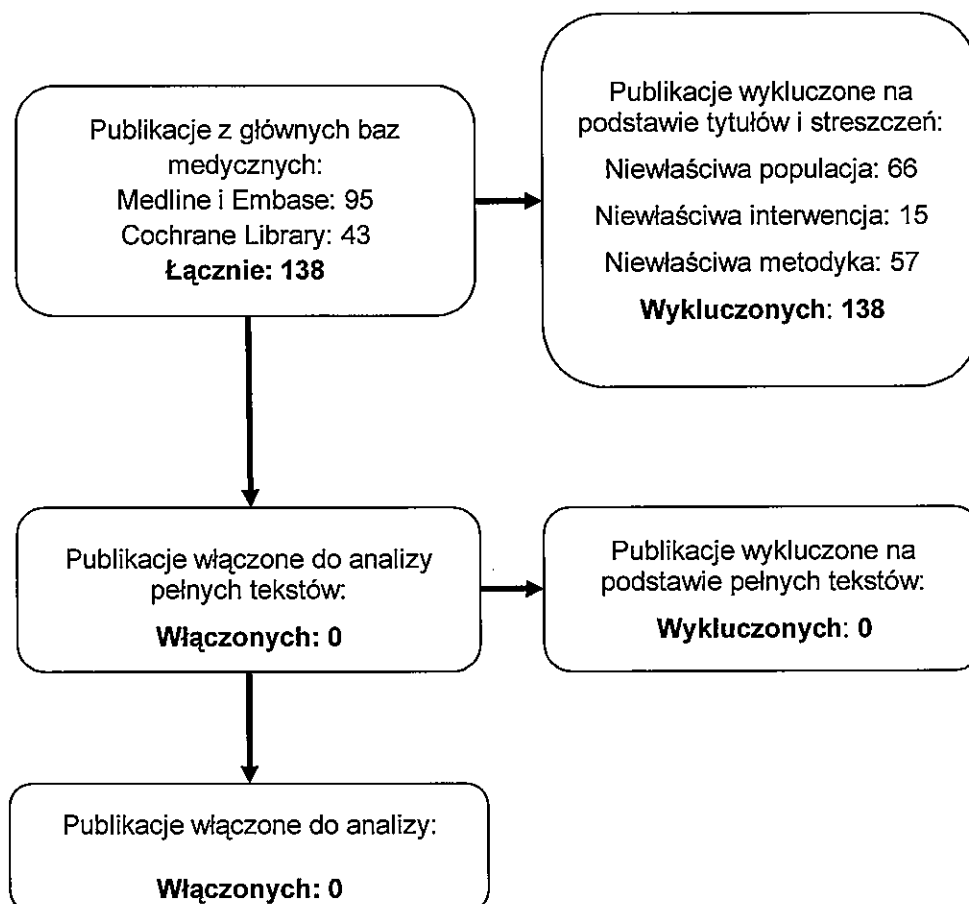 Publikacje z głównych baz
medycznych:
Medline i Embase: 95
Cochrane Library: 43
Łącznie: 138
Publikacje wykluczone na
podstawie tytułów i streszczeń:
Niewłaściwa populacja: 66
Niewłaściwa interwencja: 15
Niewłaściwa metodyka: 57
Wykluczonych: 138
Publikacje włączone do analizy
pełnych tekstów:
Włączonych: 0
Publikacje wykluczone na
podstawie pełnych tekstów:
Wykluczonych: 0
Publikacje włączone do analizy:
Włączonych: 0